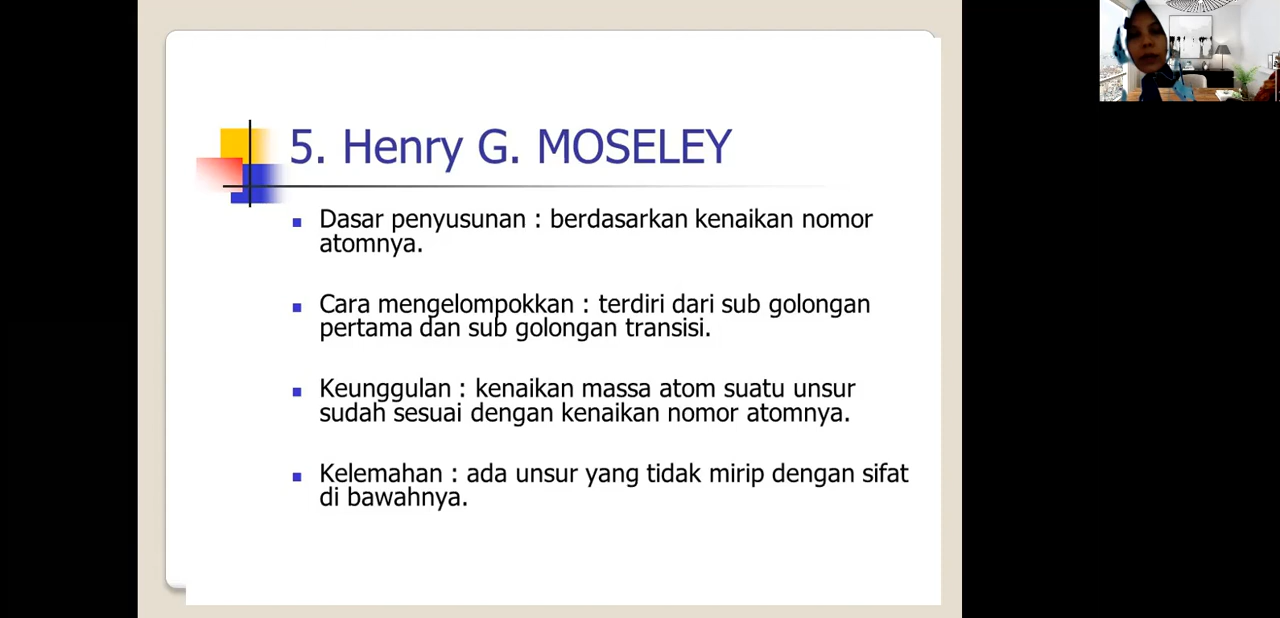 5. Henry G. MOSELEY
Dasar penyusunan : berdasarkan kenaikan nomor
atomnya.
Cara mengelompokkan : terdiri dari sub golongan
pertama dan sub golongan transisi.
Keunggulan : kenaikan massa atom suatu unsur
sudah sesuai dengan kenaikan nomor atomnya.
Kelemahan : ada unsur yang tidak mirip dengan sifat
di bawahnya.